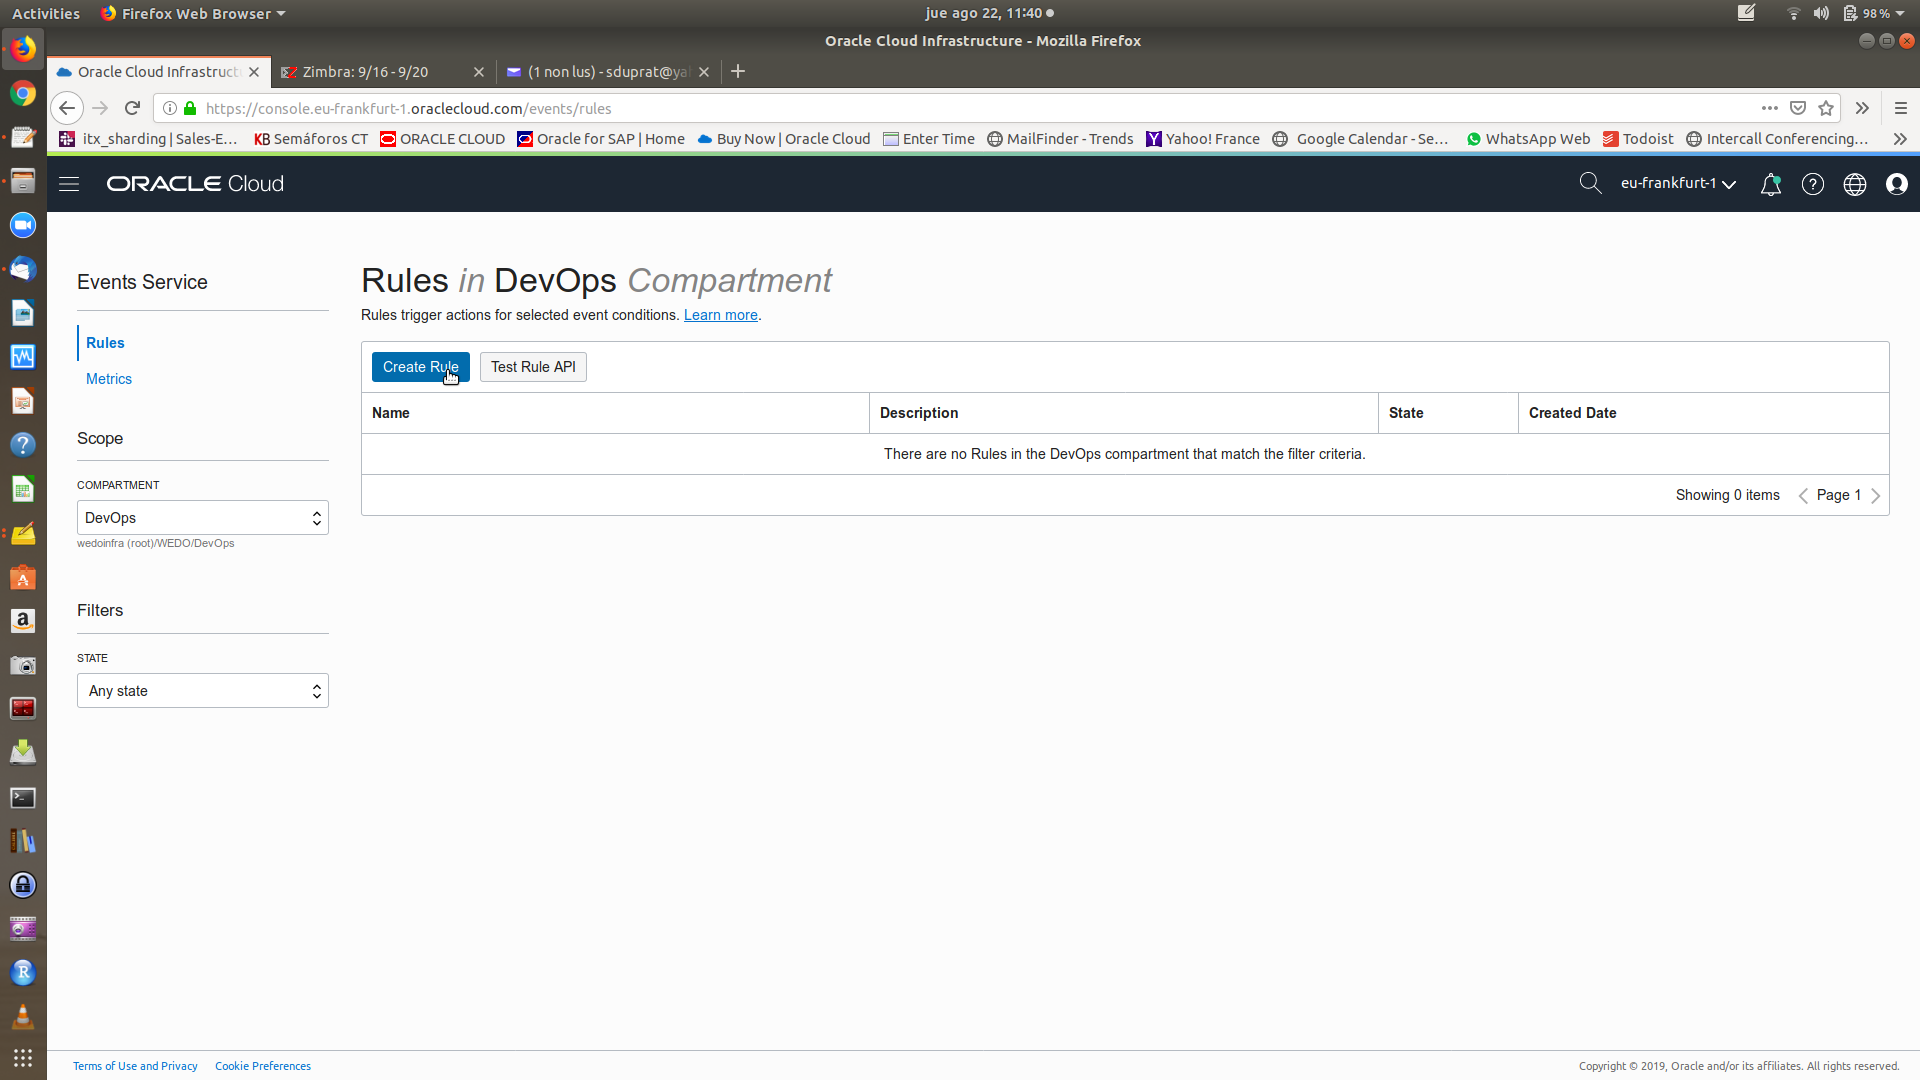 Activities
Firefox Web Browser
jue ago 22, 11:40
98 %
Oracle Cloud Infrastructure - Mozilla Firefox
Oracle Cloud Infrastruct
Zimbra: 9/16 - 9/20
(1 non lus) - sduprat@ya
https://console.eu-frankfurt-1.oraclecloud.com/events/rules
itx_sharding | Sales-E…
KB Semáforos CT
ORACLE CLOUD
Oracle for SAP | Home
Buy Now | Oracle Cloud
Enter Time
MailFinder - Trends
Yahoo! France
Google Calendar - Se…
WhatsApp Web
Todoist
Intercall Conferencing…
ORACLE Cloud
eu-frankfurt-1
Events Service
Rules
Metrics
Scope
COMPARTMENT
DevOps
wedoinfra (root)/WEDO/DevOps
Filters
STATE
Any state
Rules in DevOps Compartment
Rules trigger actions for selected event conditions. Learn more.
Create Rule
Test Rule API
Name
Description
State
Created Date
There are no Rules in the DevOps compartment that match the filter criteria.
Showing 0 items
Page 1
Terms of Use and Privacy
Cookie Preferences
Copyright © 2019, Oracle and/or its affiliates. All rights reserved.